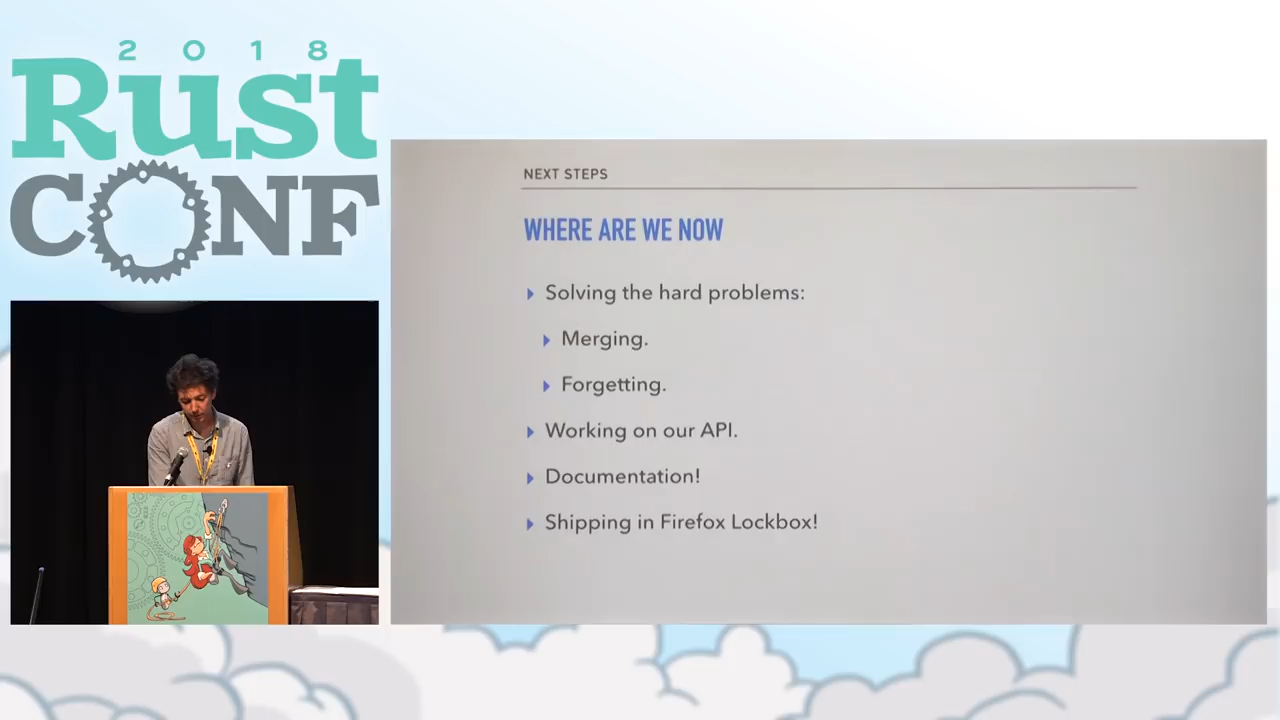 2018
Rust
CONF
NEXT STEPS
WHERE ARE WE NOW
Solving the hard problems:
Merging.
Forgetting.
Working on our API.
Documentation!
Shipping in Firefox Lockbox!